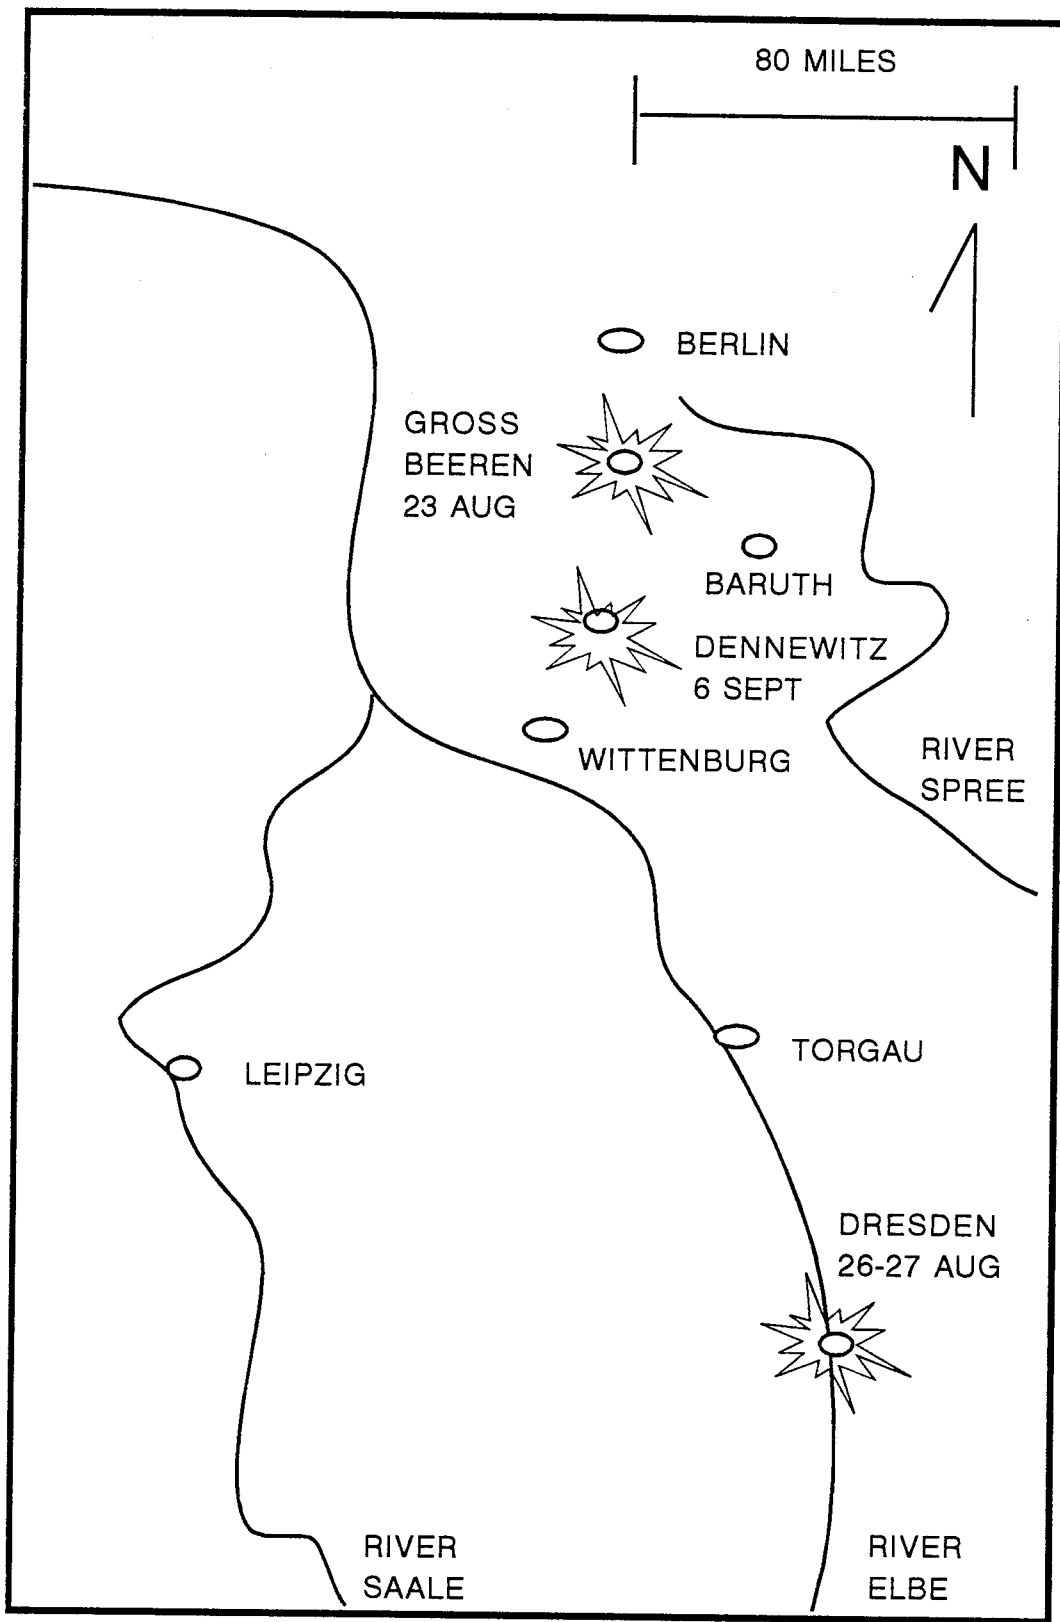 80 MILES
N
BERLIN
GROSS
BEEREN
23 AUG
BARUTH
DENNEWITZ
6 SEPT
WITTENBURG
RIVER
SPREE
TORGAU
LEIPZIG
DRESDEN
26-27 AUG
RIVER
SAALE
RIVER
ELBE